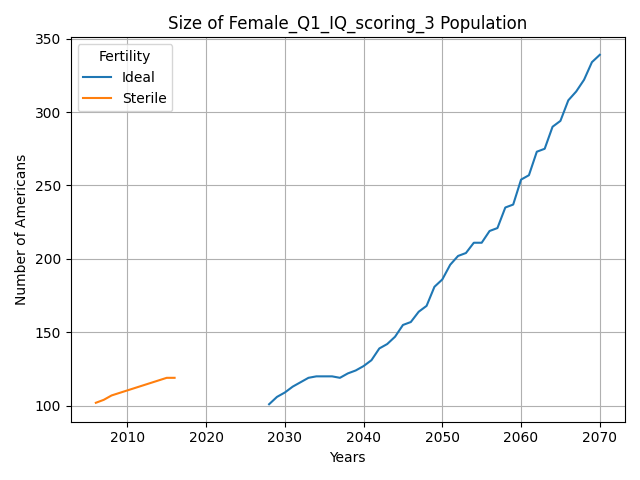 Size of Female_Q1_IQ_scoring_3 Population
Fertility
Ideal
Sterile
Number of Americans
350
300
250
200
150
100
2010 2020 2030 2040 2050 2060 2070
Years